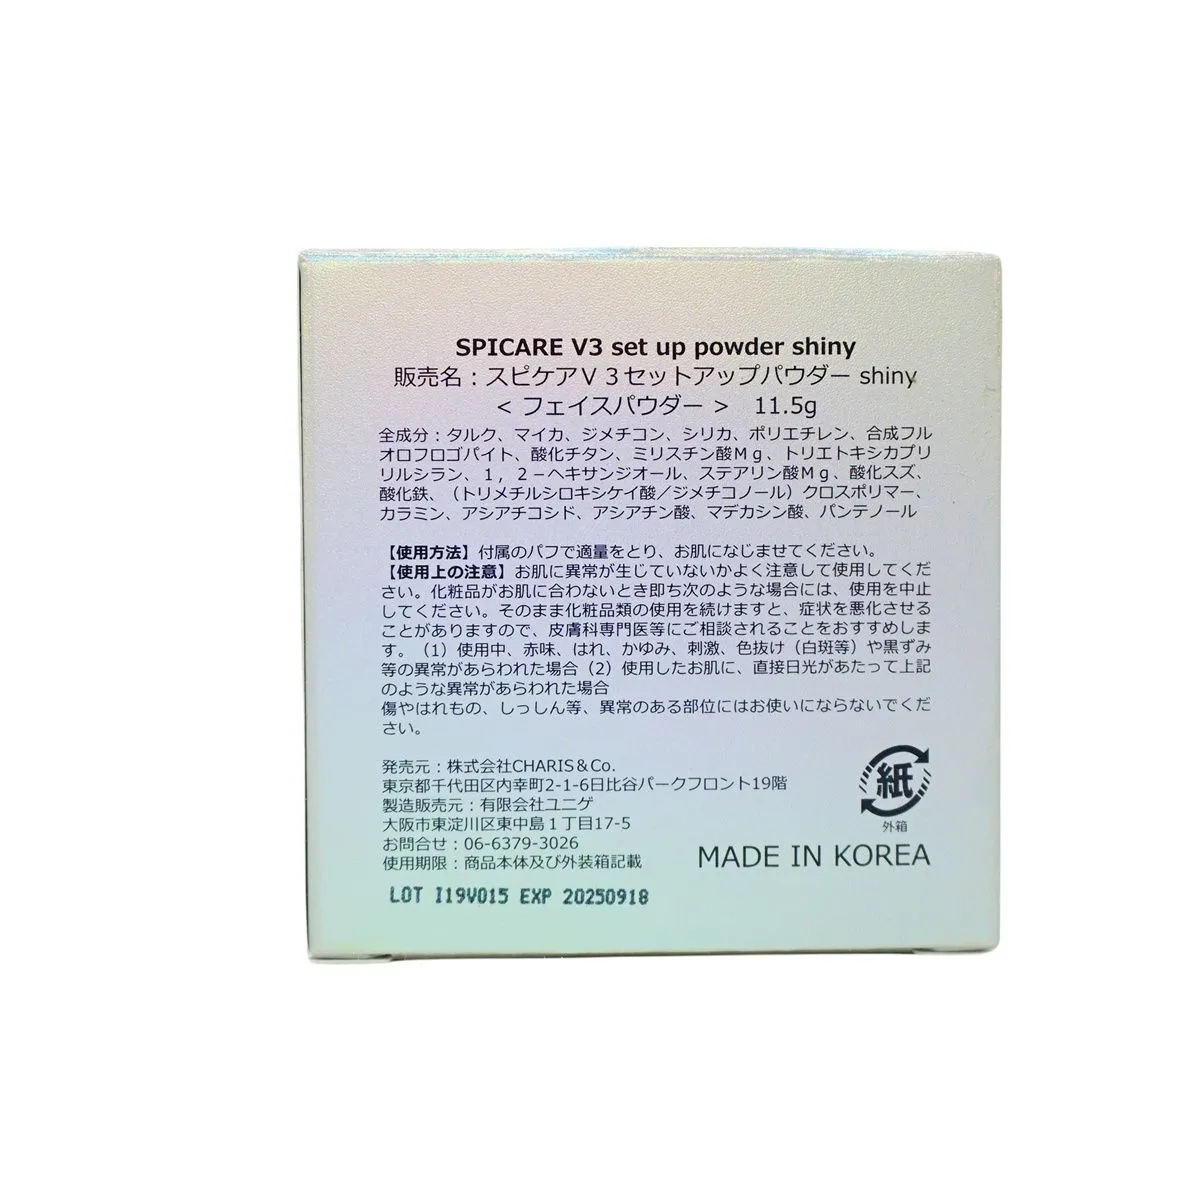 SPICARE V3 set up powder shiny
販売名：スピケアＶ３セットアップパウダー shiny
< フェイスパウダー > 11.5g
全成分：タルク、マイカ、ジメチコン、シリカ、ポリエチレン、合成フル
オロフロゴパイト、酸化チタン、ミリスチン酸Ｍｇ、トリエトキシカプリ
リルシラン、１，２－ヘキサンジオール、ステアリン酸Ｍｇ、酸化スズ、
酸化鉄、（トリメチルシロキシケイ酸／ジメチコノール）クロスポリマー、
カラミン、アシアチコシド、アシアチン酸、マデカシン酸、パンテノール
【使用方法】付属のパフで適量をとり、お肌になじませてください。
【使用上の注意】お肌に異常が生じていないかよく注意して使用してくだ
さい。化粧品がお肌に合わないとき即ち次のような場合には、使用を中止
してください。そのまま化粧品類の使用を続けますと、症状を悪化させる
ことがありますので、皮膚科専門医等にご相談されることをおすすめしま
す。（1）使用中、赤味、はれ、かゆみ、刺激、色抜け（白斑等）や黒ずみ
等の異常があらわれた場合（2）使用したお肌に、直接日光があたって上記
のような異常があらわれた場合
傷やはれもの、しっしん等、異常のある部位にはお使いにならないでくだ
さい。
発売元：株式会社CHARIS＆Co.
東京都千代田区内幸町2-1-6日比谷パークフロント19階
製造販売元：有限会社ユニゲ
大阪市東淀川区東中島１丁目17-5
お問合せ：06-6379-3026
使用期限：商品本体及び外装箱記載
紙
外箱
MADE IN KOREA
LOT I19V015 EXP 20250918